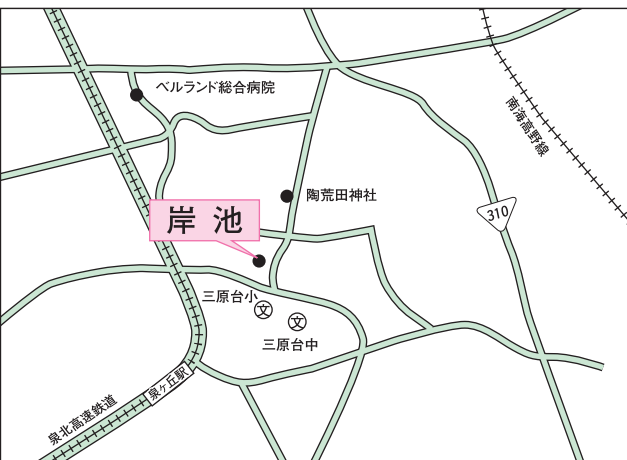 ベルランド総合病院
南海高野線
陶荒田神社
310
岸池
三原台小
文
文
三原台中
泉ヶ丘駅
泉北高速鉄道